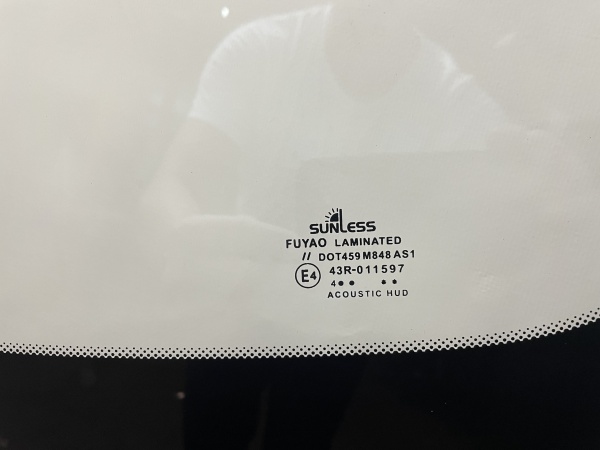 SUNLESS
FUYAO LAMINATED
// DOT459 M848 AS1
E4 43R-011597
4●● ●●
ACOUSTIC HUD